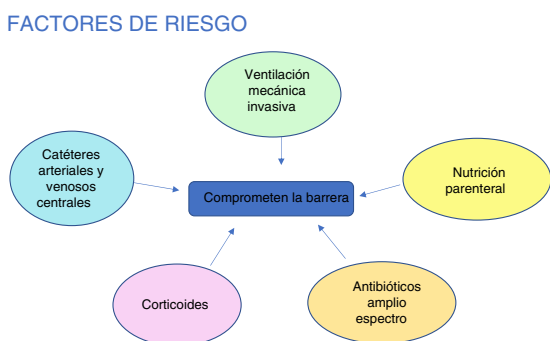 FACTORES DE RIESGO
Ventilación
mecánica
invasiva
Catéteres
arteriales y
venosos
centrales
Comprometen la barrera
Nutrición
parenteral
Corticoides
Antibióticos
amplio
espectro